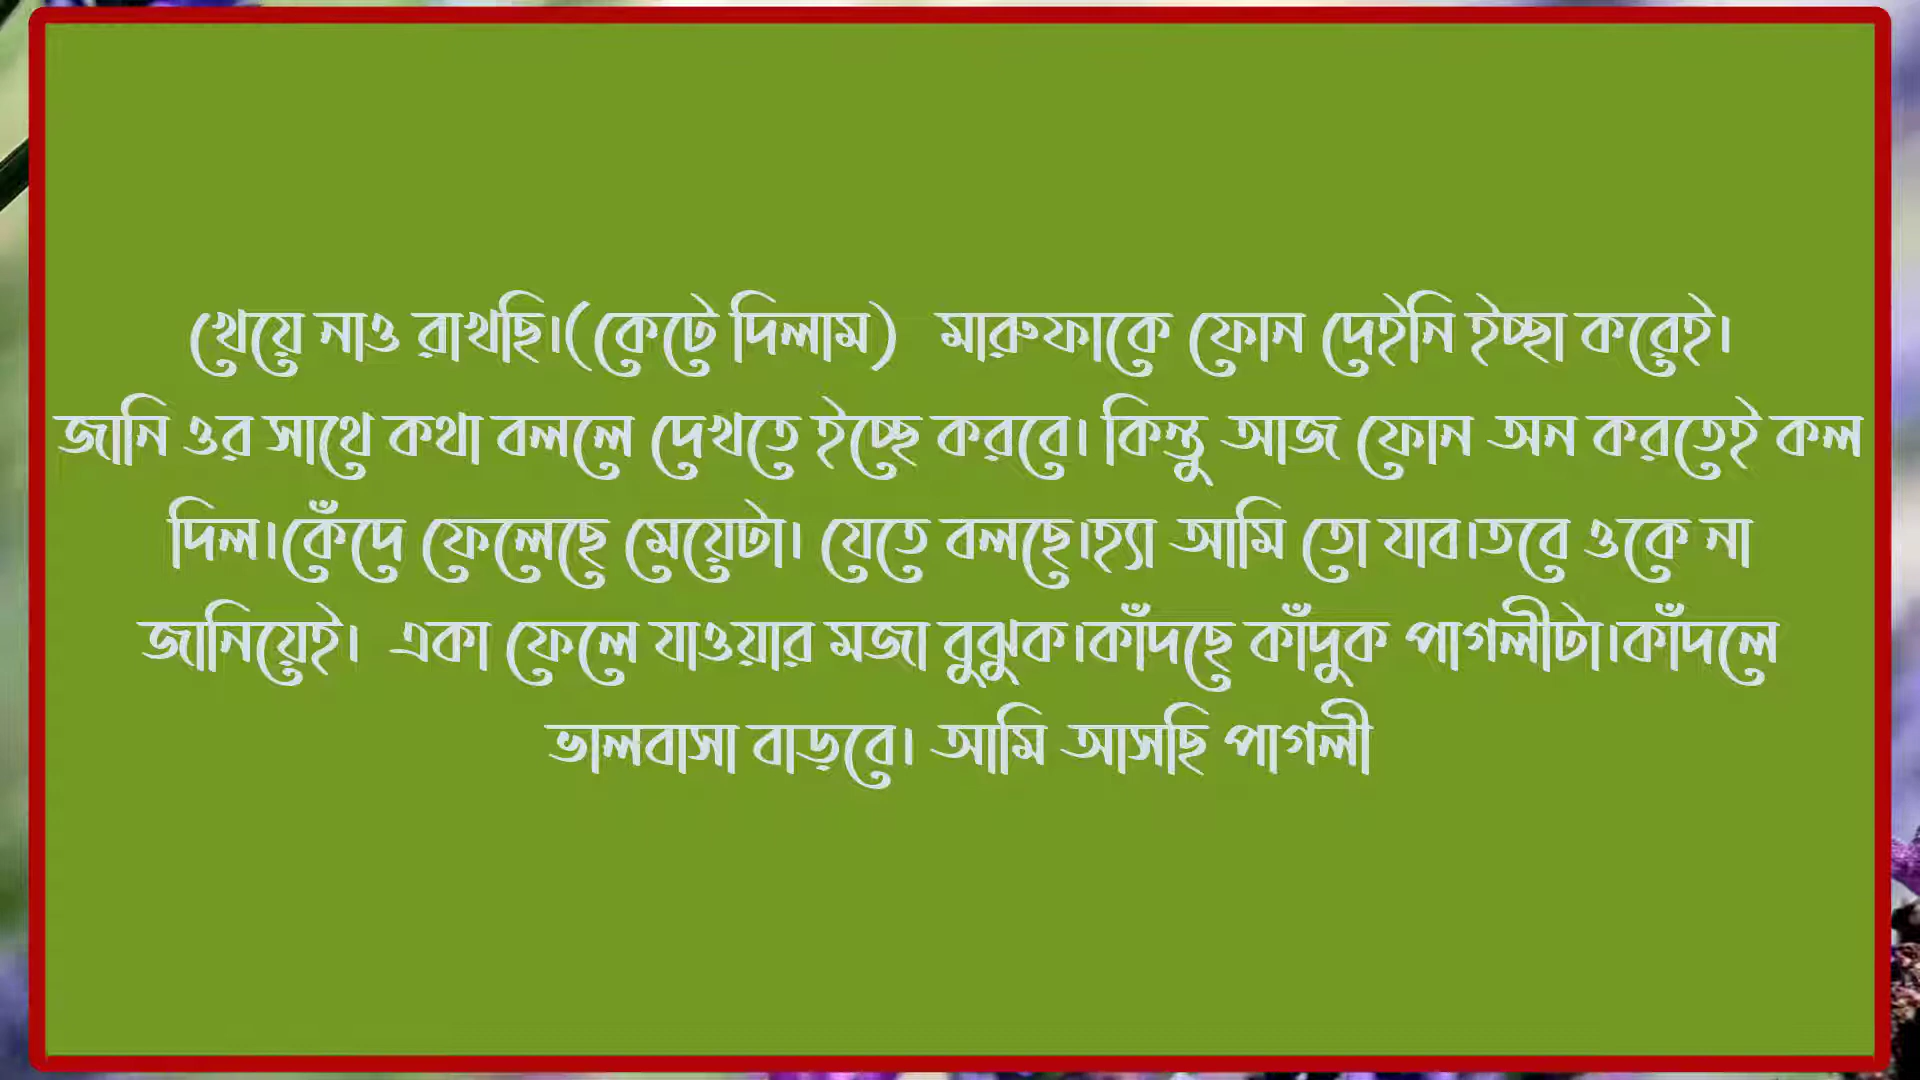 খেয়ে নাও রাখছি।(কেটে দিলাম)  মারুফাকে ফোন দেইনি ইচ্ছা করেই।
জানি ওর সাথে কথা বললে দেখতে ইচ্ছে করবে। কিন্তু আজ ফোন অন করতেই কল
দিল।কেঁদে ফেলেছে মেয়েটা। যেতে বলছে।হ্যা আমি তো যাব।তবে ওকে না
জানিয়েই।  একা ফেলে যাওয়ার মজা বুঝুক।কাঁদছে কাঁদুক পাগলীটা।কাঁদলে
ভালবাসা বাড়বে। আমি আসছি পাগলী